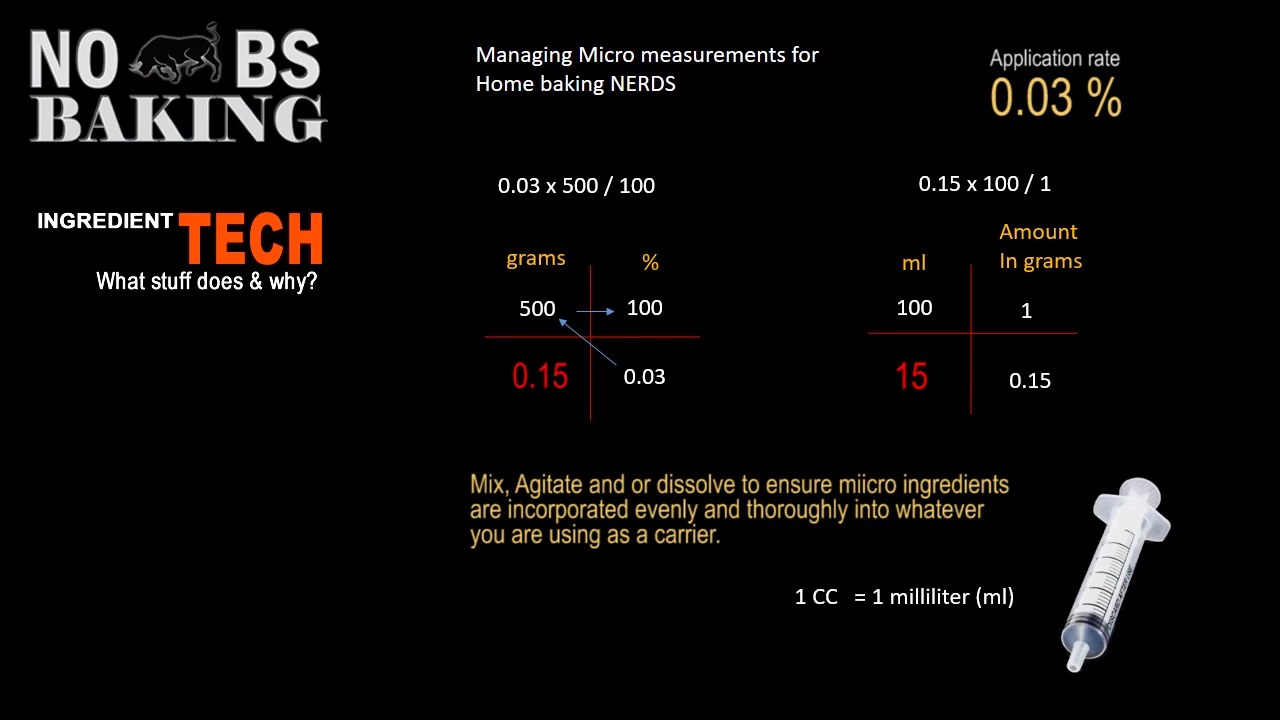 NO BS
BAKING
INGREDIENT TECH
What stuff does & why?
Managing Micro measurements for
Home baking NERDS
Application rate
0.03 %
0.03 x 500 / 100
grams %
500 100
0.15 0.03
0.15 x 100 / 1
Amount
ml In grams
100 1
15 0.15
Mix, Agitate and or dissolve to ensure miicro ingredients
are incorporated evenly and thoroughly into whatever
you are using as a carrier.
1 CC = 1 milliliter (ml)